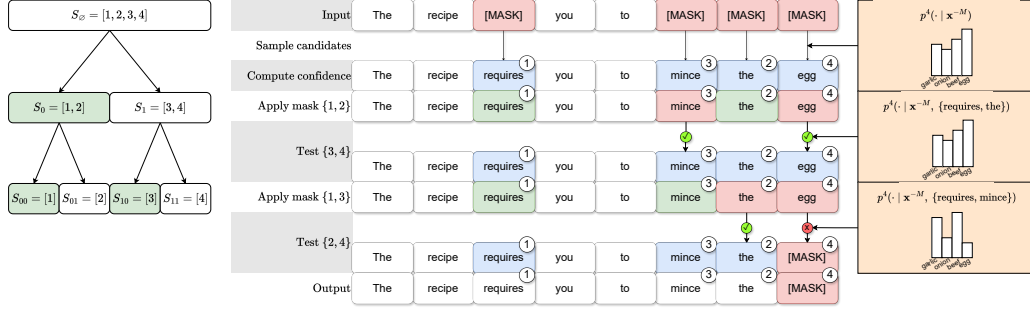 S∅ = [1, 2, 3, 4]
S0 = [1, 2]
S1 = [3, 4]
S00 = [1]
S01 = [2]
S10 = [3]
S11 = [4]
Input
The recipe [MASK] you to [MASK] [MASK] [MASK]
Sample candidates
Compute confidence
The recipe requires 1 you to mince 3 the 2 egg 4
Apply mask {1, 2}
The recipe requires 1 you to mince 3 the 2 egg 4
Test {3, 4}
The recipe requires 1 you to mince 3 the 2 egg 4
Apply mask {1, 3}
The recipe requires 1 you to mince 3 the 2 egg 4
Test {2, 4}
x
The recipe requires 1 you to mince 3 the 2 [MASK] 4
Output
The recipe requires 1 you to mince 3 the 2 [MASK] 4
p⁴(· | x⁻ᴹ)
garlic onion beef egg
p⁴(· | x⁻ᴹ, {requires, the})
garlic onion beef egg
p⁴(· | x⁻ᴹ, {requires, mince})
garlic onion beef egg